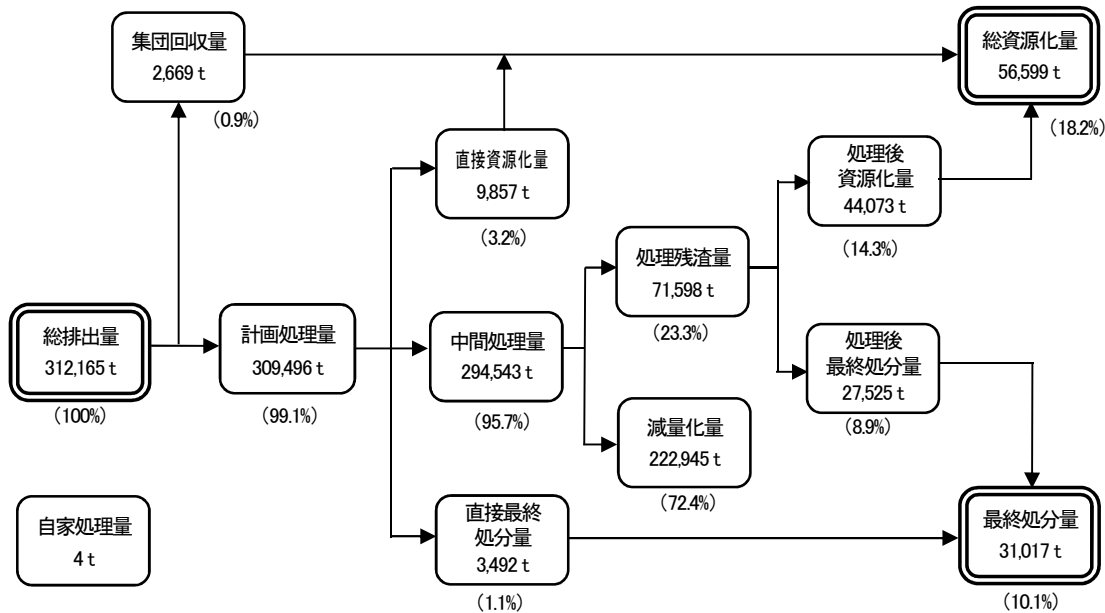 集団回収量
2,669 t
(0.9%)
総資源化量
56,599 t
(18.2%)
直接資源化量
9,857 t
(3.2%)
処理後
資源化量
44,073 t
(14.3%)
処理残渣量
71,598 t
(23.3%)
総排出量
312,165 t
(100%)
計画処理量
309,496 t
(99.1%)
中間処理量
294,543 t
(95.7%)
処理後
最終処分量
27,525 t
(8.9%)
減量化量
222,945 t
(72.4%)
自家処理量
4 t
直接最終
処分量
3,492 t
(1.1%)
最終処分量
31,017 t
(10.1%)